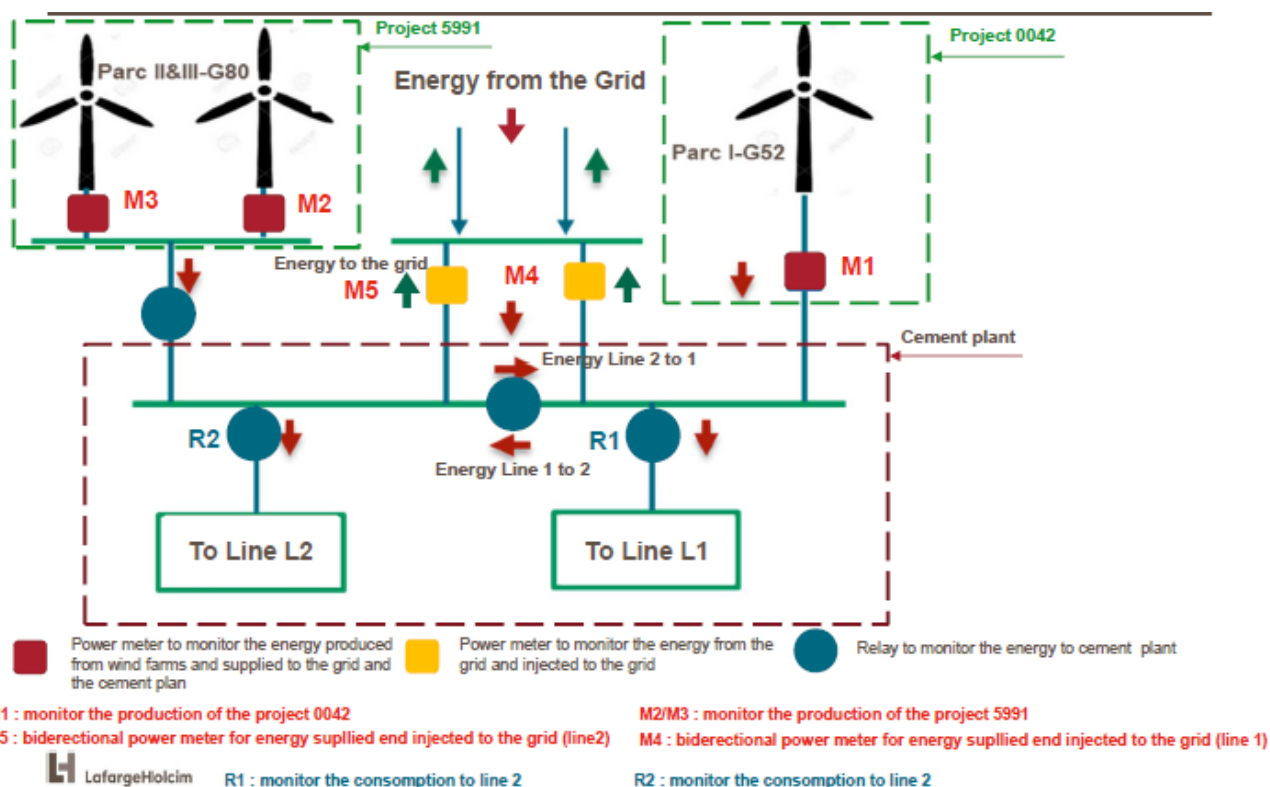 Project 5991
Project 0042
Parc II&III-G80
Energy from the Grid
Parc I-G52
M3
M2
Energy to the grid
M5
M4
M1
Cement plant
Energy Line 2 to 1
R2
R1
Energy Line 1 to 2
To Line L2
To Line L1
Power meter to monitor the energy produced
from wind farms and supplied to the grid and
the cement plan
Power meter to monitor the energy from the
grid and injected to the grid
Relay to monitor the energy to cement plant
1 : monitor the production of the project 0042
M2/M3 : monitor the production of the project 5991
5 : biderectional power meter for energy supllied end injected to the grid (line2)
M4 : biderectional power meter for energy supllied end injected to the grid (line 1)
LafargeHolcim
R1 : monitor the consomption to line 2
R2 : monitor the consomption to line 2